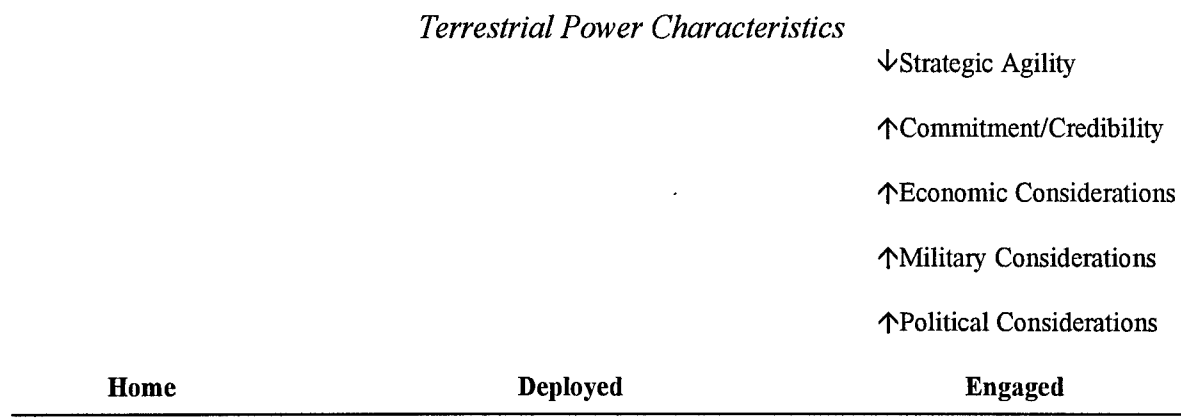 Terrestrial Power Characteristics
↓Strategic Agility
↑Commitment/Credibility
↑Economic Considerations
↑Military Considerations
↑Political Considerations
Home Deployed Engaged